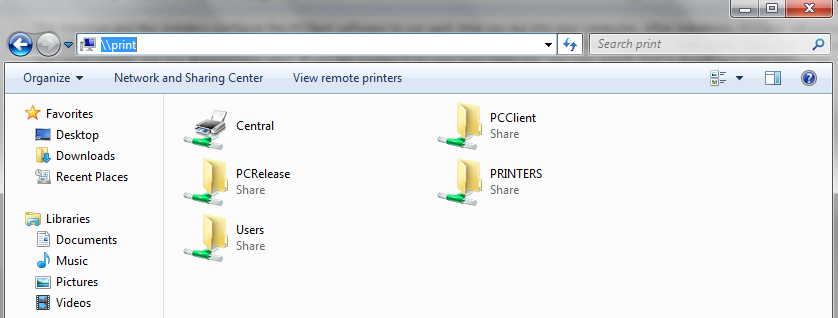 \\print
Search print
Organize
Network and Sharing Center
View remote printers
Favorites
Desktop
Downloads
Recent Places
Libraries
Documents
Music
Pictures
Videos
Central
PCClient
Share
PCRelease
Share
PRINTERS
Share
Users
Share